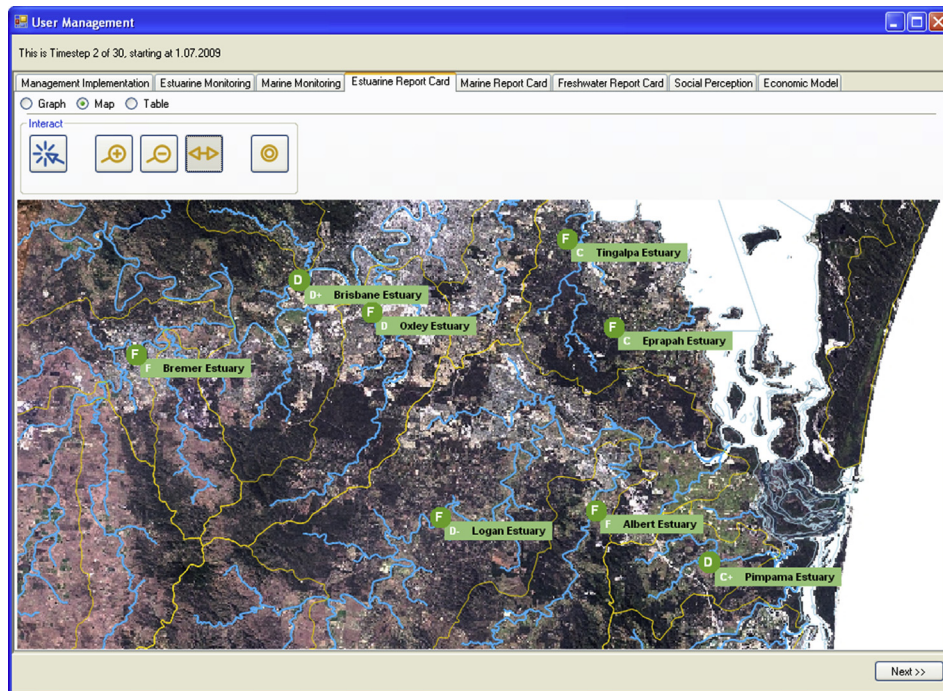 User Management
This is Timestep 2 of 30, starting at 1.07.2009
Management Implementation Estuarine Monitoring Marine Monitoring Estuarine Report Card Marine Report Card Freshwater Report Card Social Perception Economic Model
Graph Map Table
Interact
F
C Tingalpa Estuary
D
D+ Brisbane Estuary
F
D Oxley Estuary
F
C Eprapah Estuary
F
F Bremer Estuary
F
D- Logan Estuary
F
F Albert Estuary
D
C+ Pimpama Estuary
Next >>